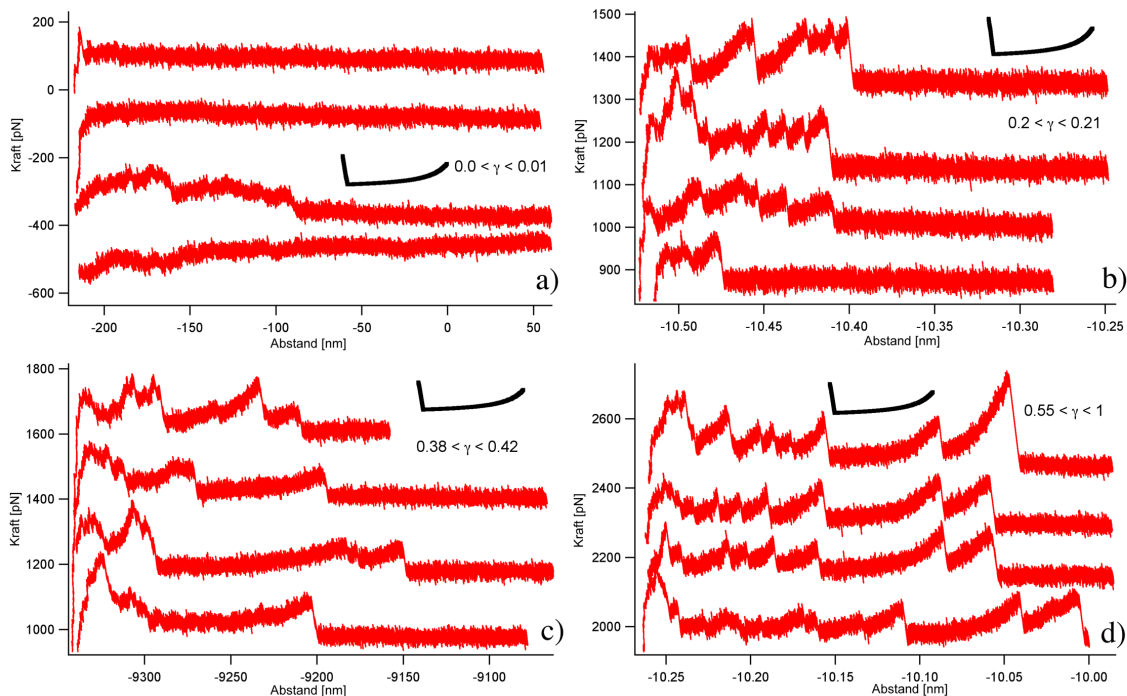 200
0
-200
-400
-600
Kraft [pN]
-200 -150 -100 -50 0 50
Abstand [nm]
0.0 < γ < 0.01
a)
1500
1400
1300
1200
1100
1000
900
Kraft [pN]
-10.50 -10.45 -10.40 -10.35 -10.30 -10.25
Abstand [nm]
0.2 < γ < 0.21
b)
1800
1600
1400
1200
1000
Kraft [pN]
-9300 -9250 -9200 -9150 -9100
Abstand [nm]
0.38 < γ < 0.42
c)
2600
2400
2200
2000
Kraft [pN]
-10.25 -10.20 -10.15 -10.10 -10.05 -10.00
Abstand [nm]
0.55 < γ < 1
d)